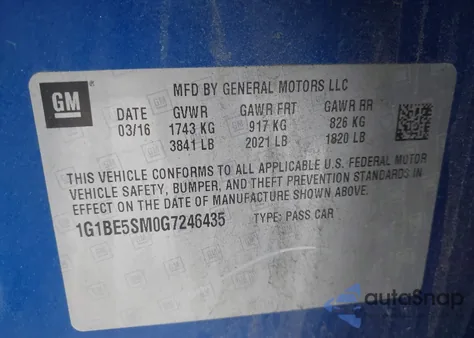 GM
MFD BY GENERAL MOTORS LLC
DATE GVWR GAWR FRT GAWR RR
03/16 1743 KG 917 KG 826 KG
3841 LB 2021 LB 1820 LB
THIS VEHICLE CONFORMS TO ALL APPLICABLE U.S. FEDERAL MOTOR
VEHICLE SAFETY, BUMPER, AND THEFT PREVENTION STANDARDS IN
EFFECT ON THE DATE OF MANUFACTURE SHOWN ABOVE.
1G1BE5SM0G7246435 TYPE: PASS CAR
autoSnap